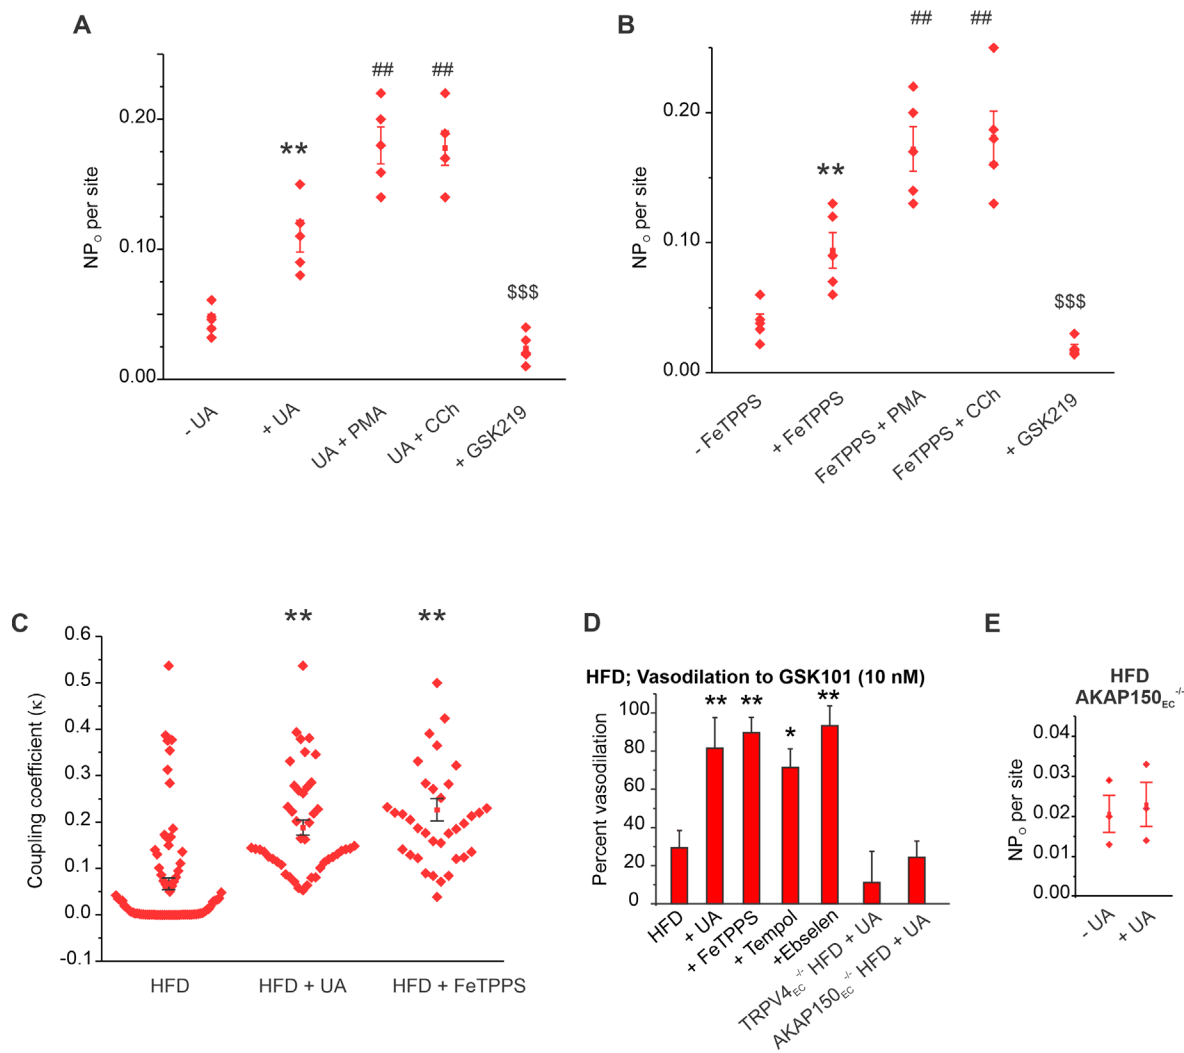 A
NPO per site
0.20
0.10
0.00
##
##
**
$$$
- UA
+ UA
UA + PMA
UA + CCh
+ GSK219
B
NPO per site
0.20
0.10
0.00
##
##
**
$$$
- FeTPPS
+ FeTPPS
FeTPPS + PMA
FeTPPS + CCh
+ GSK219
C
Coupling coefficient (κ)
0.6
0.5
0.4
0.3
0.2
0.1
0.0
-0.1
**
**
HFD
HFD + UA
HFD + FeTPPS
D
HFD; Vasodilation to GSK101 (10 nM)
Percent vasodilation
100
80
60
40
20
0
**
**
*
**
HFD
+ UA
+ FeTPPS
+ Tempol
+Ebselen
TRPV4EC-/- HFD + UA
AKAP150EC-/- HFD + UA
E
HFD
AKAP150EC-/-
NPO per site
0.04
0.03
0.02
0.01
0.00
- UA
+ UA